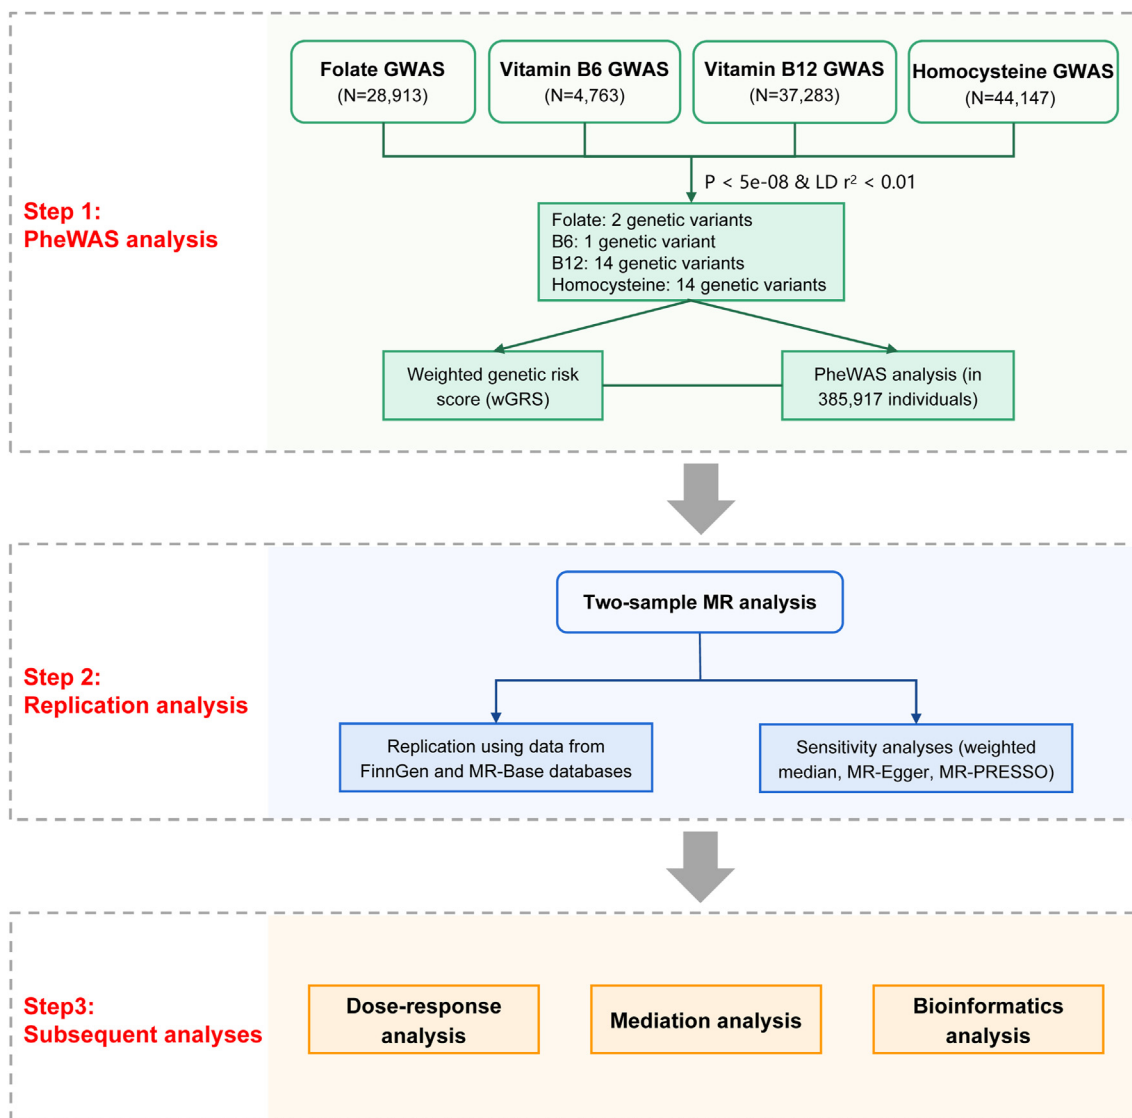 Folate GWAS
(N=28,913)
Vitamin B6 GWAS
(N=4,763)
Vitamin B12 GWAS
(N=37,283)
Homocysteine GWAS
(N=44,147)
P < 5e-08 & LD r² < 0.01
Step 1:
PheWAS analysis
Folate: 2 genetic variants
B6: 1 genetic variant
B12: 14 genetic variants
Homocysteine: 14 genetic variants
Weighted genetic risk
score (wGRS)
PheWAS analysis (in
385,917 individuals)
Two-sample MR analysis
Step 2:
Replication analysis
Replication using data from
FinnGen and MR-Base databases
Sensitivity analyses (weighted
median, MR-Egger, MR-PRESSO)
Step3:
Subsequent analyses
Dose-response
analysis
Mediation analysis
Bioinformatics
analysis